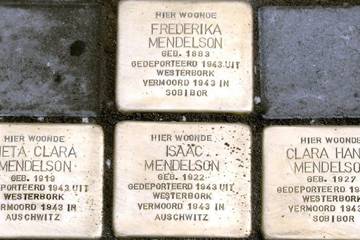 HIER WOONDE
FREDERIKA
MENDELSON
GEB. 1883
GEDEPORTEERD 1943 UIT
WESTERBORK
VERMOORD 1943 IN
SOBIBOR
HIER WOONDE
ETA CLARA
MENDELSON
GEB. 1919
PORTEERD 1943 UIT
WESTERBORK
VERMOORD 1943 IN
AUSCHWITZ
HIER WOONDE
ISAAC
MENDELSON
GEB. 1922
GEDEPORTEERD 1943 UIT
WESTERBORK
VERMOORD 1943 IN
AUSCHWITZ
HIER WOONDE
CLARA HAN
MENDELSO
GEB. 1927
GEDEPORTEERD 1943
WESTERBORK
VERMOORD 1943
SOBIBOR